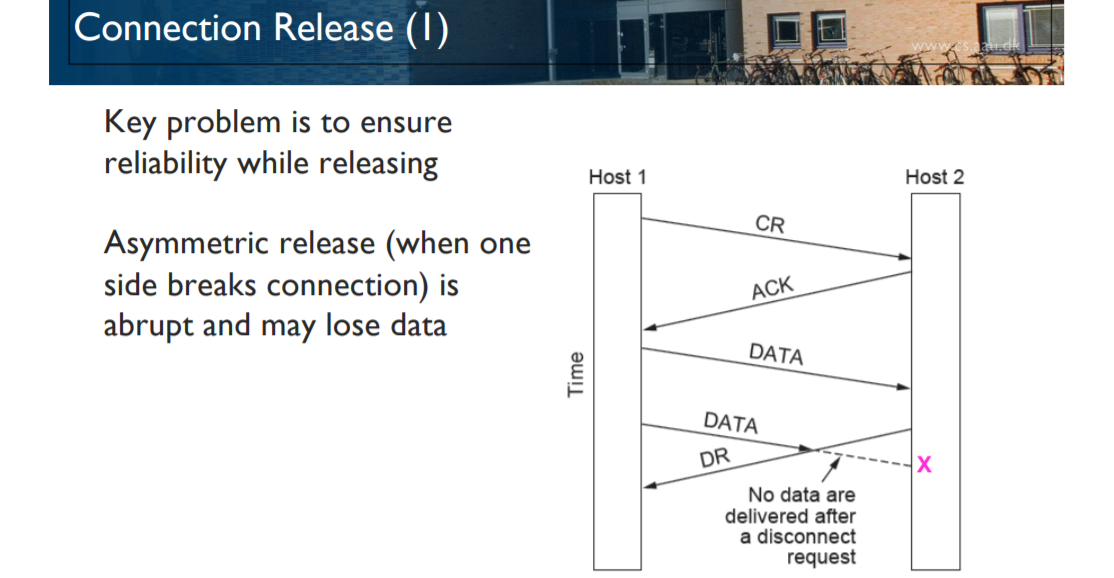 Connection Release (1)
www.cs.aau.dk
Key problem is to ensure
reliability while releasing
Asymmetric release (when one
side breaks connection) is
abrupt and may lose data
Host 1
Host 2
CR
ACK
DATA
Time
DATA
DR
X
No data are
delivered after
a disconnect
request